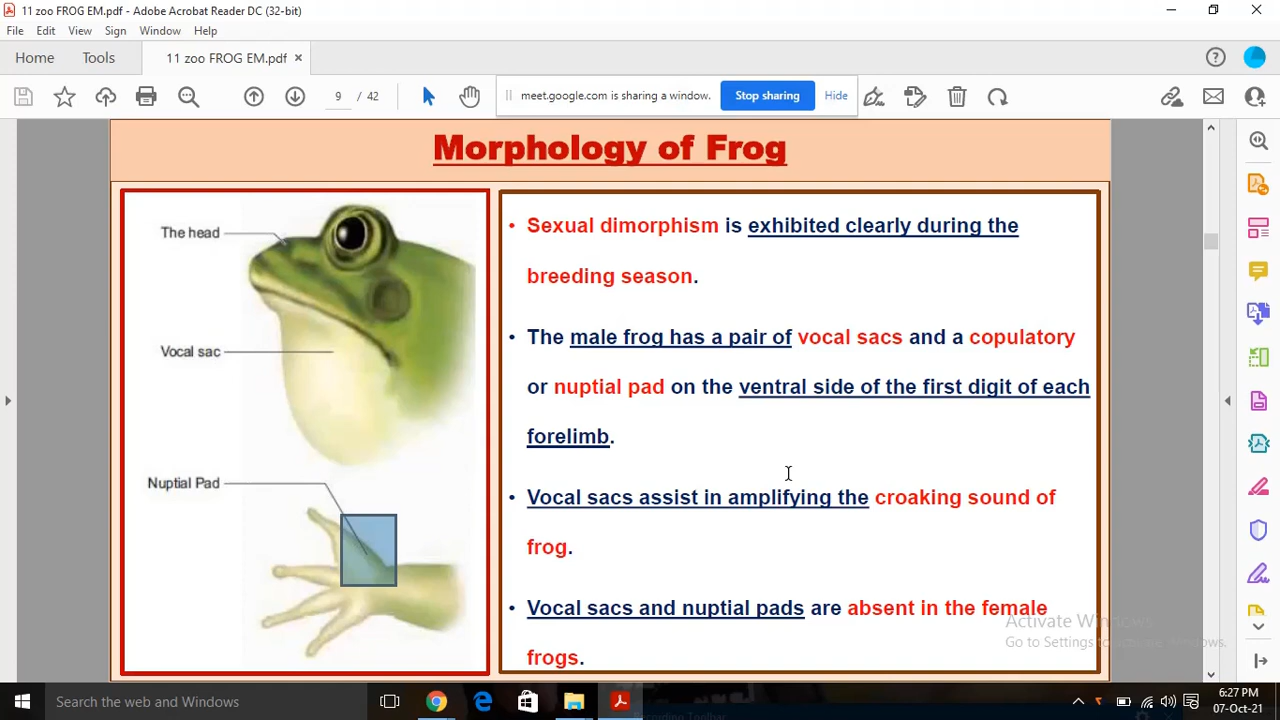 11 zoo FROG EM.pdf - Adobe Acrobat Reader DC (32-bit)
File Edit View Sign Window Help
Home Tools 11 zoo FROG EM.pdf ×
9 / 42
meet.google.com is sharing a window. Stop sharing Hide
Morphology of Frog
The head
Vocal sac
Nuptial Pad
• Sexual dimorphism is exhibited clearly during the
breeding season.
• The male frog has a pair of vocal sacs and a copulatory
or nuptial pad on the ventral side of the first digit of each
forelimb.
• Vocal sacs assist in amplifying the croaking sound of
frog.
• Vocal sacs and nuptial pads are absent in the female
frogs.
Activate Windows
Go to Settings to activate Windows.
Search the web and Windows
Recording Toolbar
6:27 PM
07-Oct-21